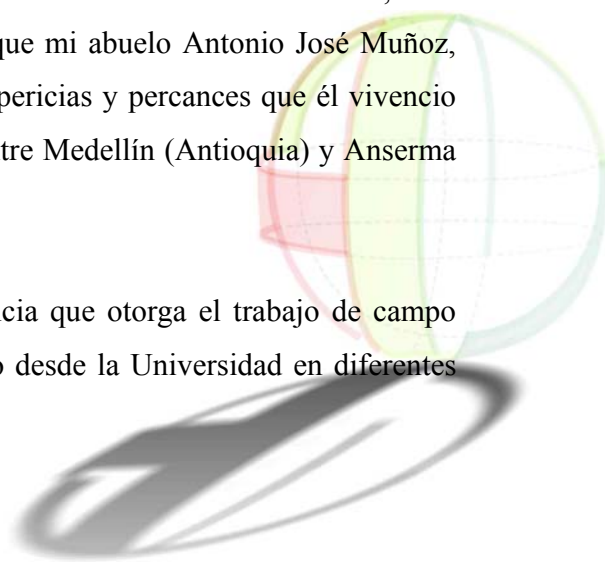 que mi abuelo Antonio José Muñoz,
pericias y percances que él vivencio
tre Medellín (Antioquia) y Anserma
cia que otorga el trabajo de campo
o desde la Universidad en diferentes